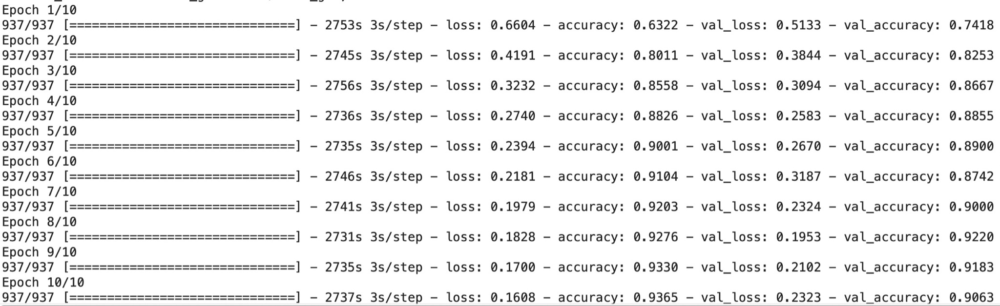 Epoch 1/10
937/937 [==============================] - 2753s 3s/step - loss: 0.6604 - accuracy: 0.6322 - val_loss: 0.5133 - val_accuracy: 0.7418
Epoch 2/10
937/937 [==============================] - 2745s 3s/step - loss: 0.4191 - accuracy: 0.8011 - val_loss: 0.3844 - val_accuracy: 0.8253
Epoch 3/10
937/937 [==============================] - 2756s 3s/step - loss: 0.3232 - accuracy: 0.8558 - val_loss: 0.3094 - val_accuracy: 0.8667
Epoch 4/10
937/937 [==============================] - 2736s 3s/step - loss: 0.2740 - accuracy: 0.8826 - val_loss: 0.2583 - val_accuracy: 0.8855
Epoch 5/10
937/937 [==============================] - 2735s 3s/step - loss: 0.2394 - accuracy: 0.9001 - val_loss: 0.2670 - val_accuracy: 0.8900
Epoch 6/10
937/937 [==============================] - 2746s 3s/step - loss: 0.2181 - accuracy: 0.9104 - val_loss: 0.3187 - val_accuracy: 0.8742
Epoch 7/10
937/937 [==============================] - 2741s 3s/step - loss: 0.1979 - accuracy: 0.9203 - val_loss: 0.2324 - val_accuracy: 0.9000
Epoch 8/10
937/937 [==============================] - 2731s 3s/step - loss: 0.1828 - accuracy: 0.9276 - val_loss: 0.1953 - val_accuracy: 0.9220
Epoch 9/10
937/937 [==============================] - 2735s 3s/step - loss: 0.1700 - accuracy: 0.9330 - val_loss: 0.2102 - val_accuracy: 0.9183
Epoch 10/10
937/937 [==============================] - 2737s 3s/step - loss: 0.1608 - accuracy: 0.9365 - val_loss: 0.2323 - val_accuracy: 0.9063